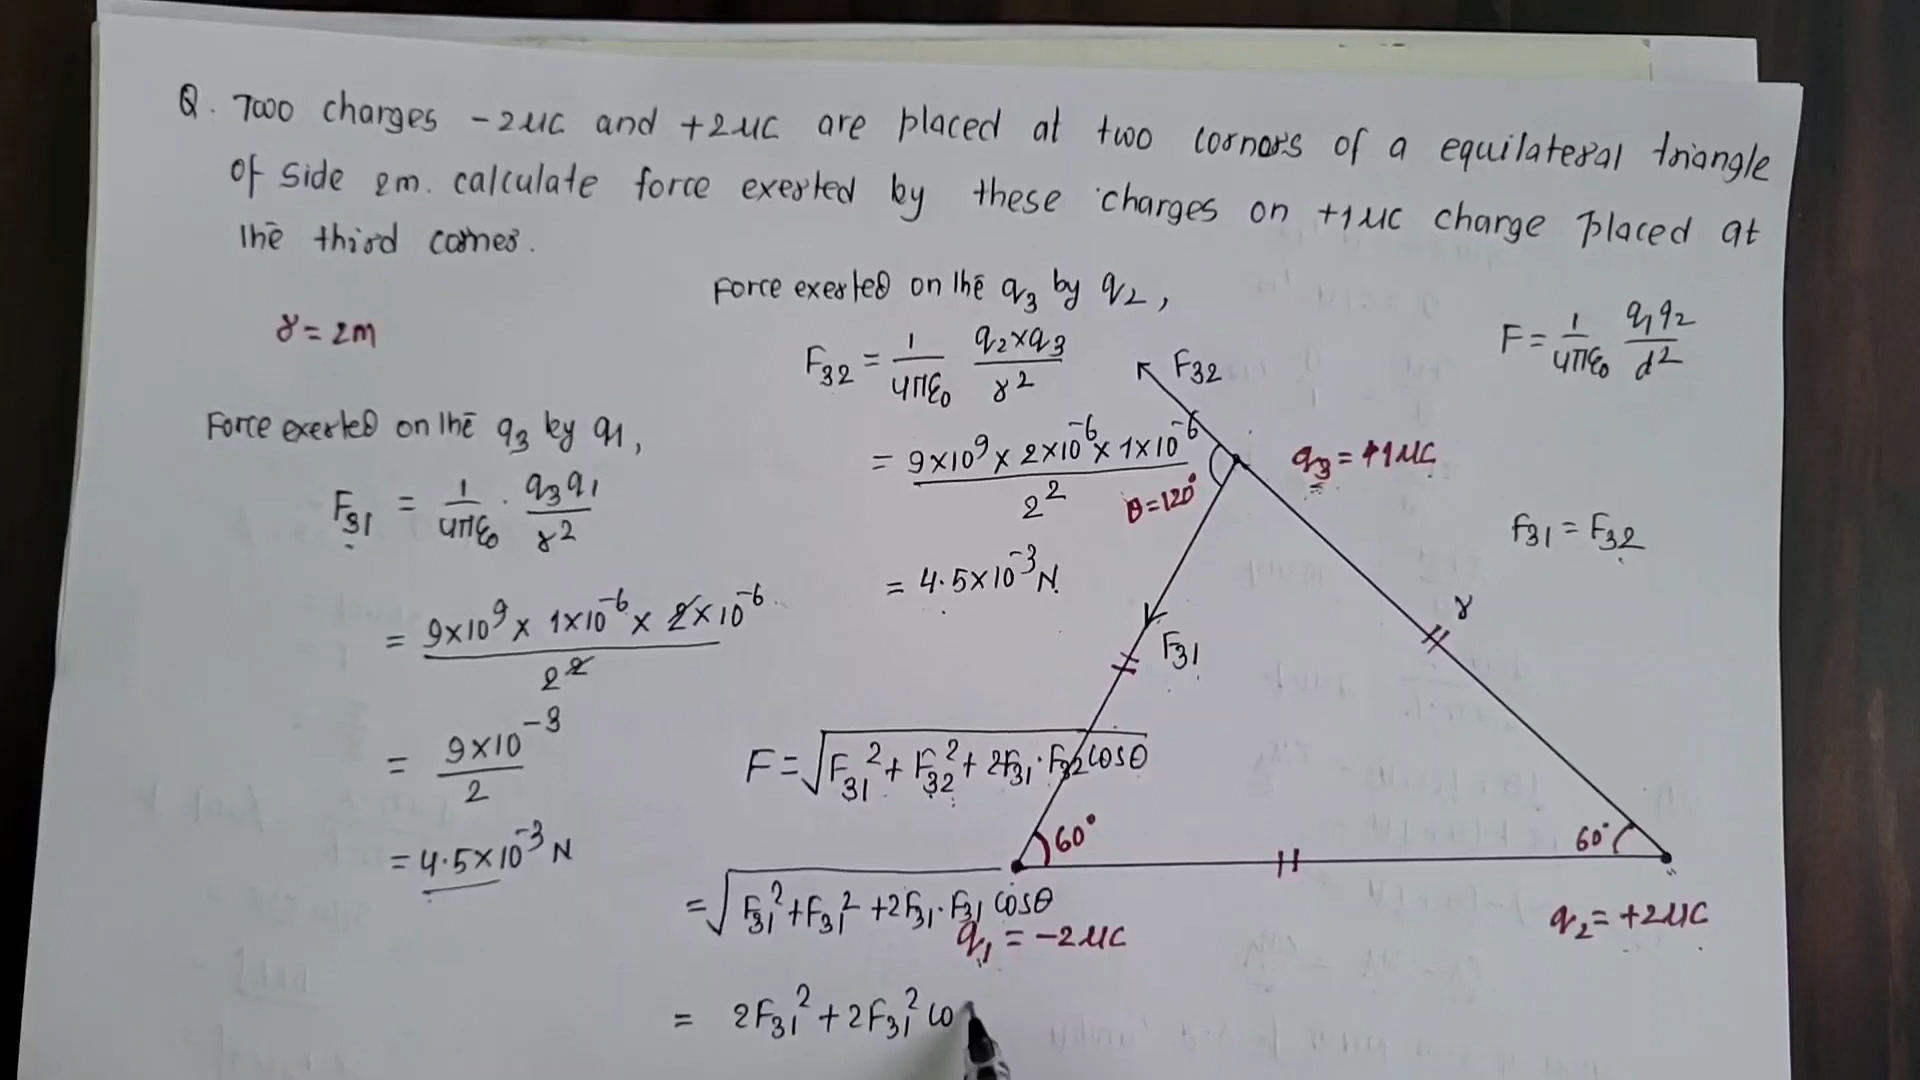 Q. Two charges -2μC and +2μC are placed at two corners of a equilateral triangle
of side 2m. calculate force exerted by these charges on +1μC charge placed at
the third corner.
r = 2m
Force exerted on the q₃ by q₁,
F₃₁ = 1/4πε₀ . q₃q₁/r²
= 9×10⁹ × 1×10⁻⁶ × 2×10⁻⁶ / 2²
= 9×10⁻³ / 2
= 4.5×10⁻³ N
Force exerted on the q₃ by q₂,
F₃₂ = 1/4πε₀ q₂×q₃/r²
= 9×10⁹ × 2×10⁻⁶ × 1×10⁻⁶ / 2²
= 4.5×10⁻³ N
F = √F₃₁² + F₃₂² + 2F₃₁·F₃₂ cosθ
= √F₃₁² + F₃₁² + 2F₃₁·F₃₁ cosθ
= 2F₃₁² + 2F₃₁² co
F = 1/4πε₀ q₁q₂/d²
F₃₂
q₃ = +1μC
θ = 120°
F₃₁ = F₃₂
r
F₃₁
60°
60°
q₁ = -2μC
q₂ = +2μC